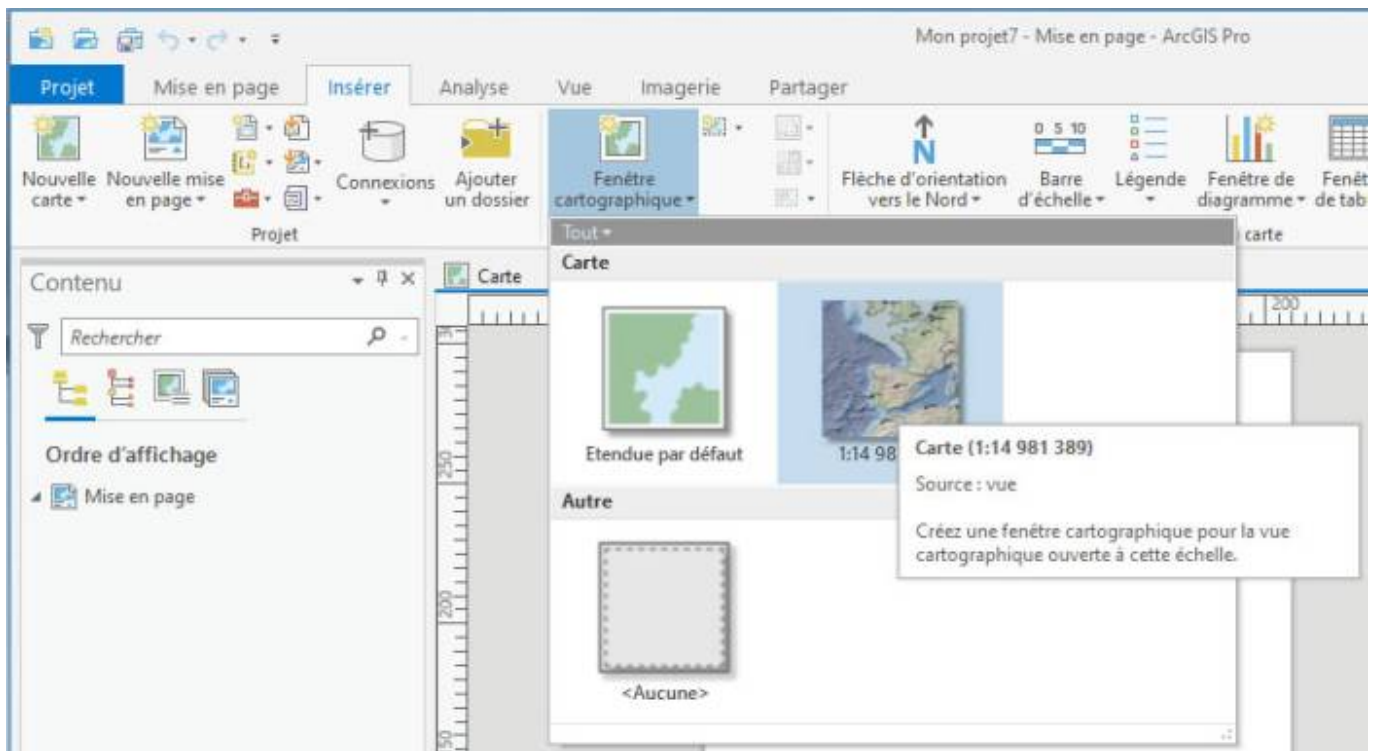 Mon projet7 - Mise en page - ArcGIS Pro
Projet Mise en page Insérer Analyse Vue Imagerie Partager
Nouvelle carte
Nouvelle mise en page
Connexions
Ajouter un dossier
Fenêtre cartographique
Flèche d'orientation vers le Nord
N
0 5 10
Barre d'échelle
Légende
Fenêtre de diagramme
Fenêt
de tab
Projet
carte
Tout
Carte
Etendue par défaut
1:14 98
Carte (1:14 981 389)
Source : vue
Créez une fenêtre cartographique pour la vue
cartographique ouverte à cette échelle.
Autre
<Aucune>
Contenu
Rechercher
Ordre d'affichage
Mise en page
Carte
200
250
200